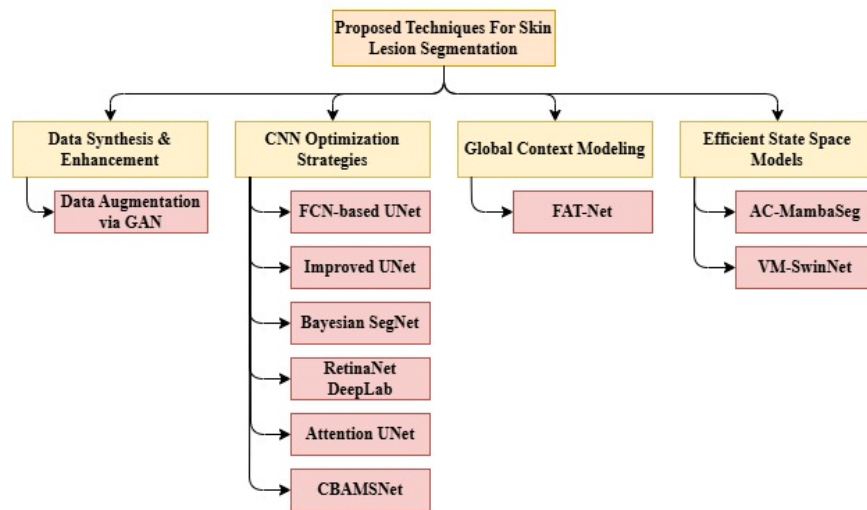 Proposed Techniques For Skin
Lesion Segmentation
Data Synthesis &
Enhancement
Data Augmentation
via GAN
CNN Optimization
Strategies
FCN-based UNet
Improved UNet
Bayesian SegNet
RetinaNet
DeepLab
Attention UNet
CBAMSNet
Global Context Modeling
FAT-Net
Efficient State Space
Models
AC-MambaSeg
VM-SwinNet